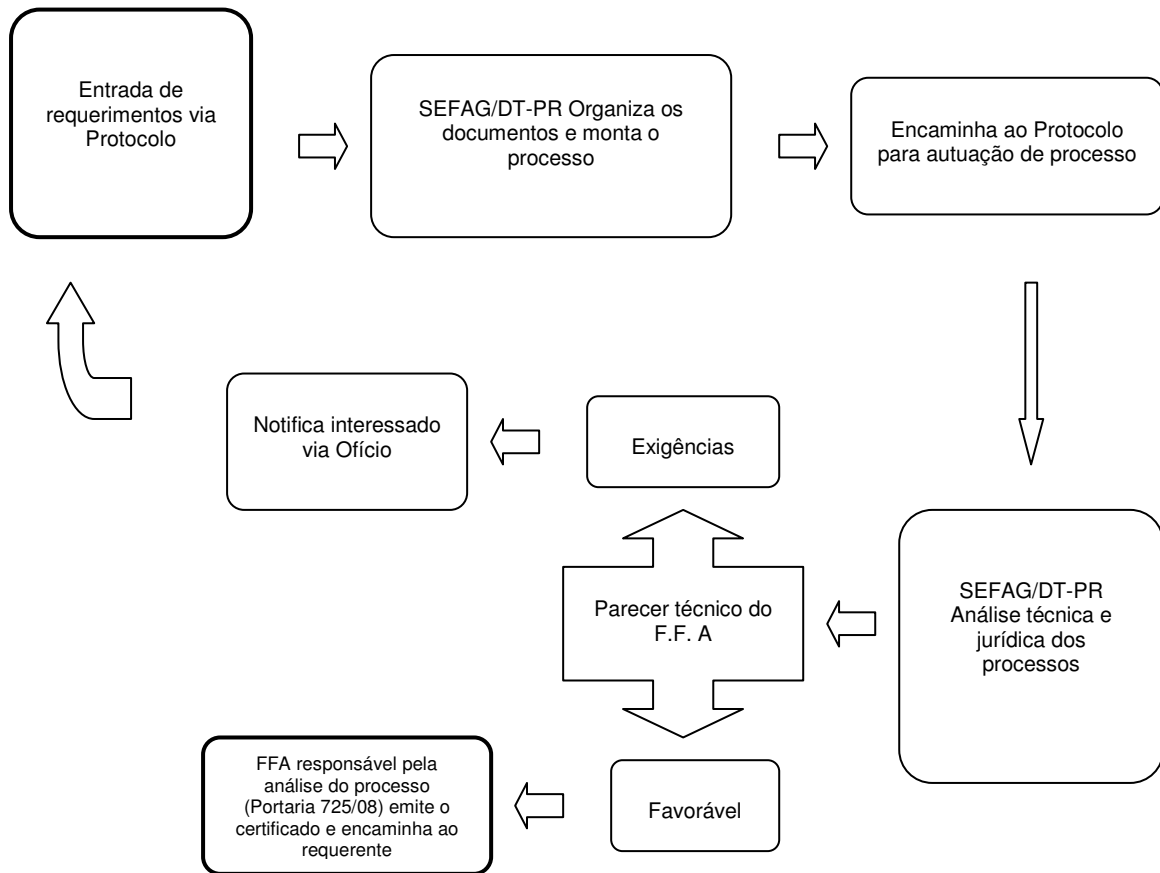 Entrada de
requerimentos via
Protocolo
SEFAG/DT-PR Organiza os
documentos e monta o
processo
Encaminha ao Protocolo
para autuação de processo
Notifica interessado
via Ofício
Exigências
Parecer técnico do
F.F. A
SEFAG/DT-PR
Análise técnica e
jurídica dos
processos
FFA responsável pela
análise do processo
(Portaria 725/08) emite o
certificado e encaminha ao
requerente
Favorável